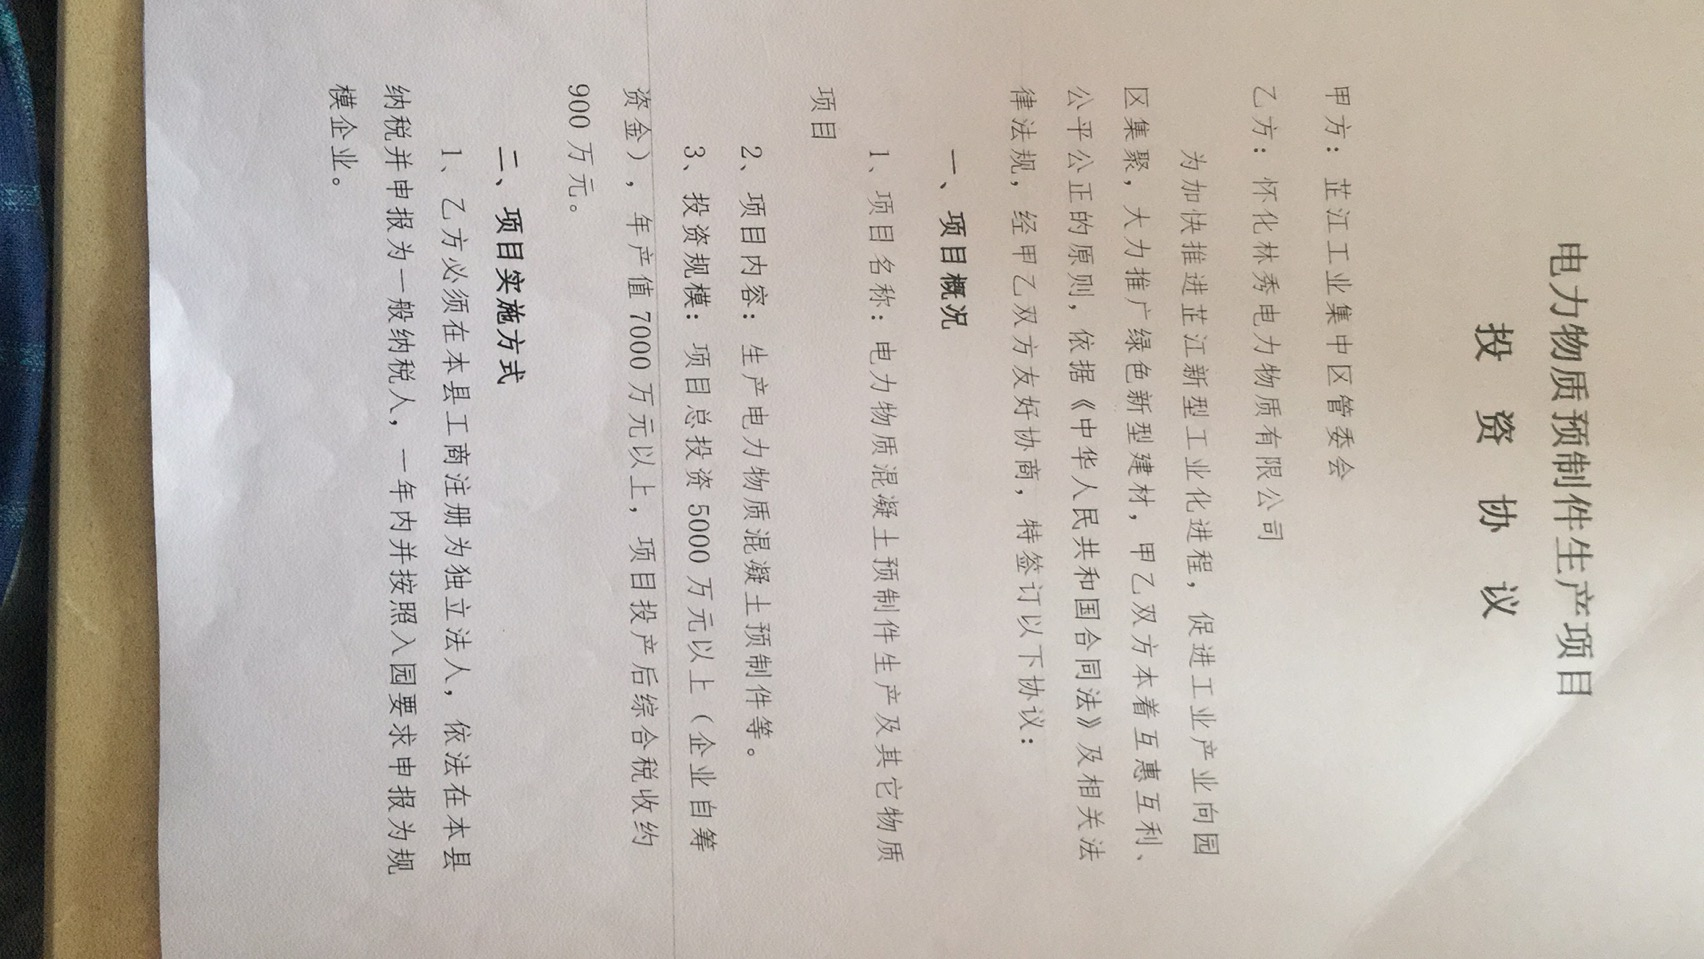 电力物质预制件生产项目
投资协议
甲方：芷江工业集中区管委会
乙方：怀化林秀电力物质有限公司
为加快推进芷江新型工业化进程，促进工业产业向园
区集聚，大力推广绿色新型建材，甲乙双方本着互惠互利、
公平公正的原则，依据《中华人民共和国合同法》及相关法
律法规，经甲乙双方友好协商，特签订以下协议：
一、项目概况
1、项目名称：电力物质混凝土预制件生产及其它物质
项目
2、项目内容：生产电力物质混凝土预制件等。
3、投资规模：项目总投资5000万元以上（企业自筹
资金），年产值7000万元以上，项目投产后综合税收约
900万元。
二、项目实施方式
1、乙方必须在本县工商注册为独立法人，依法在本县
纳税并申报为一般纳税人，一年内并按照入园要求申报为规
模企业。